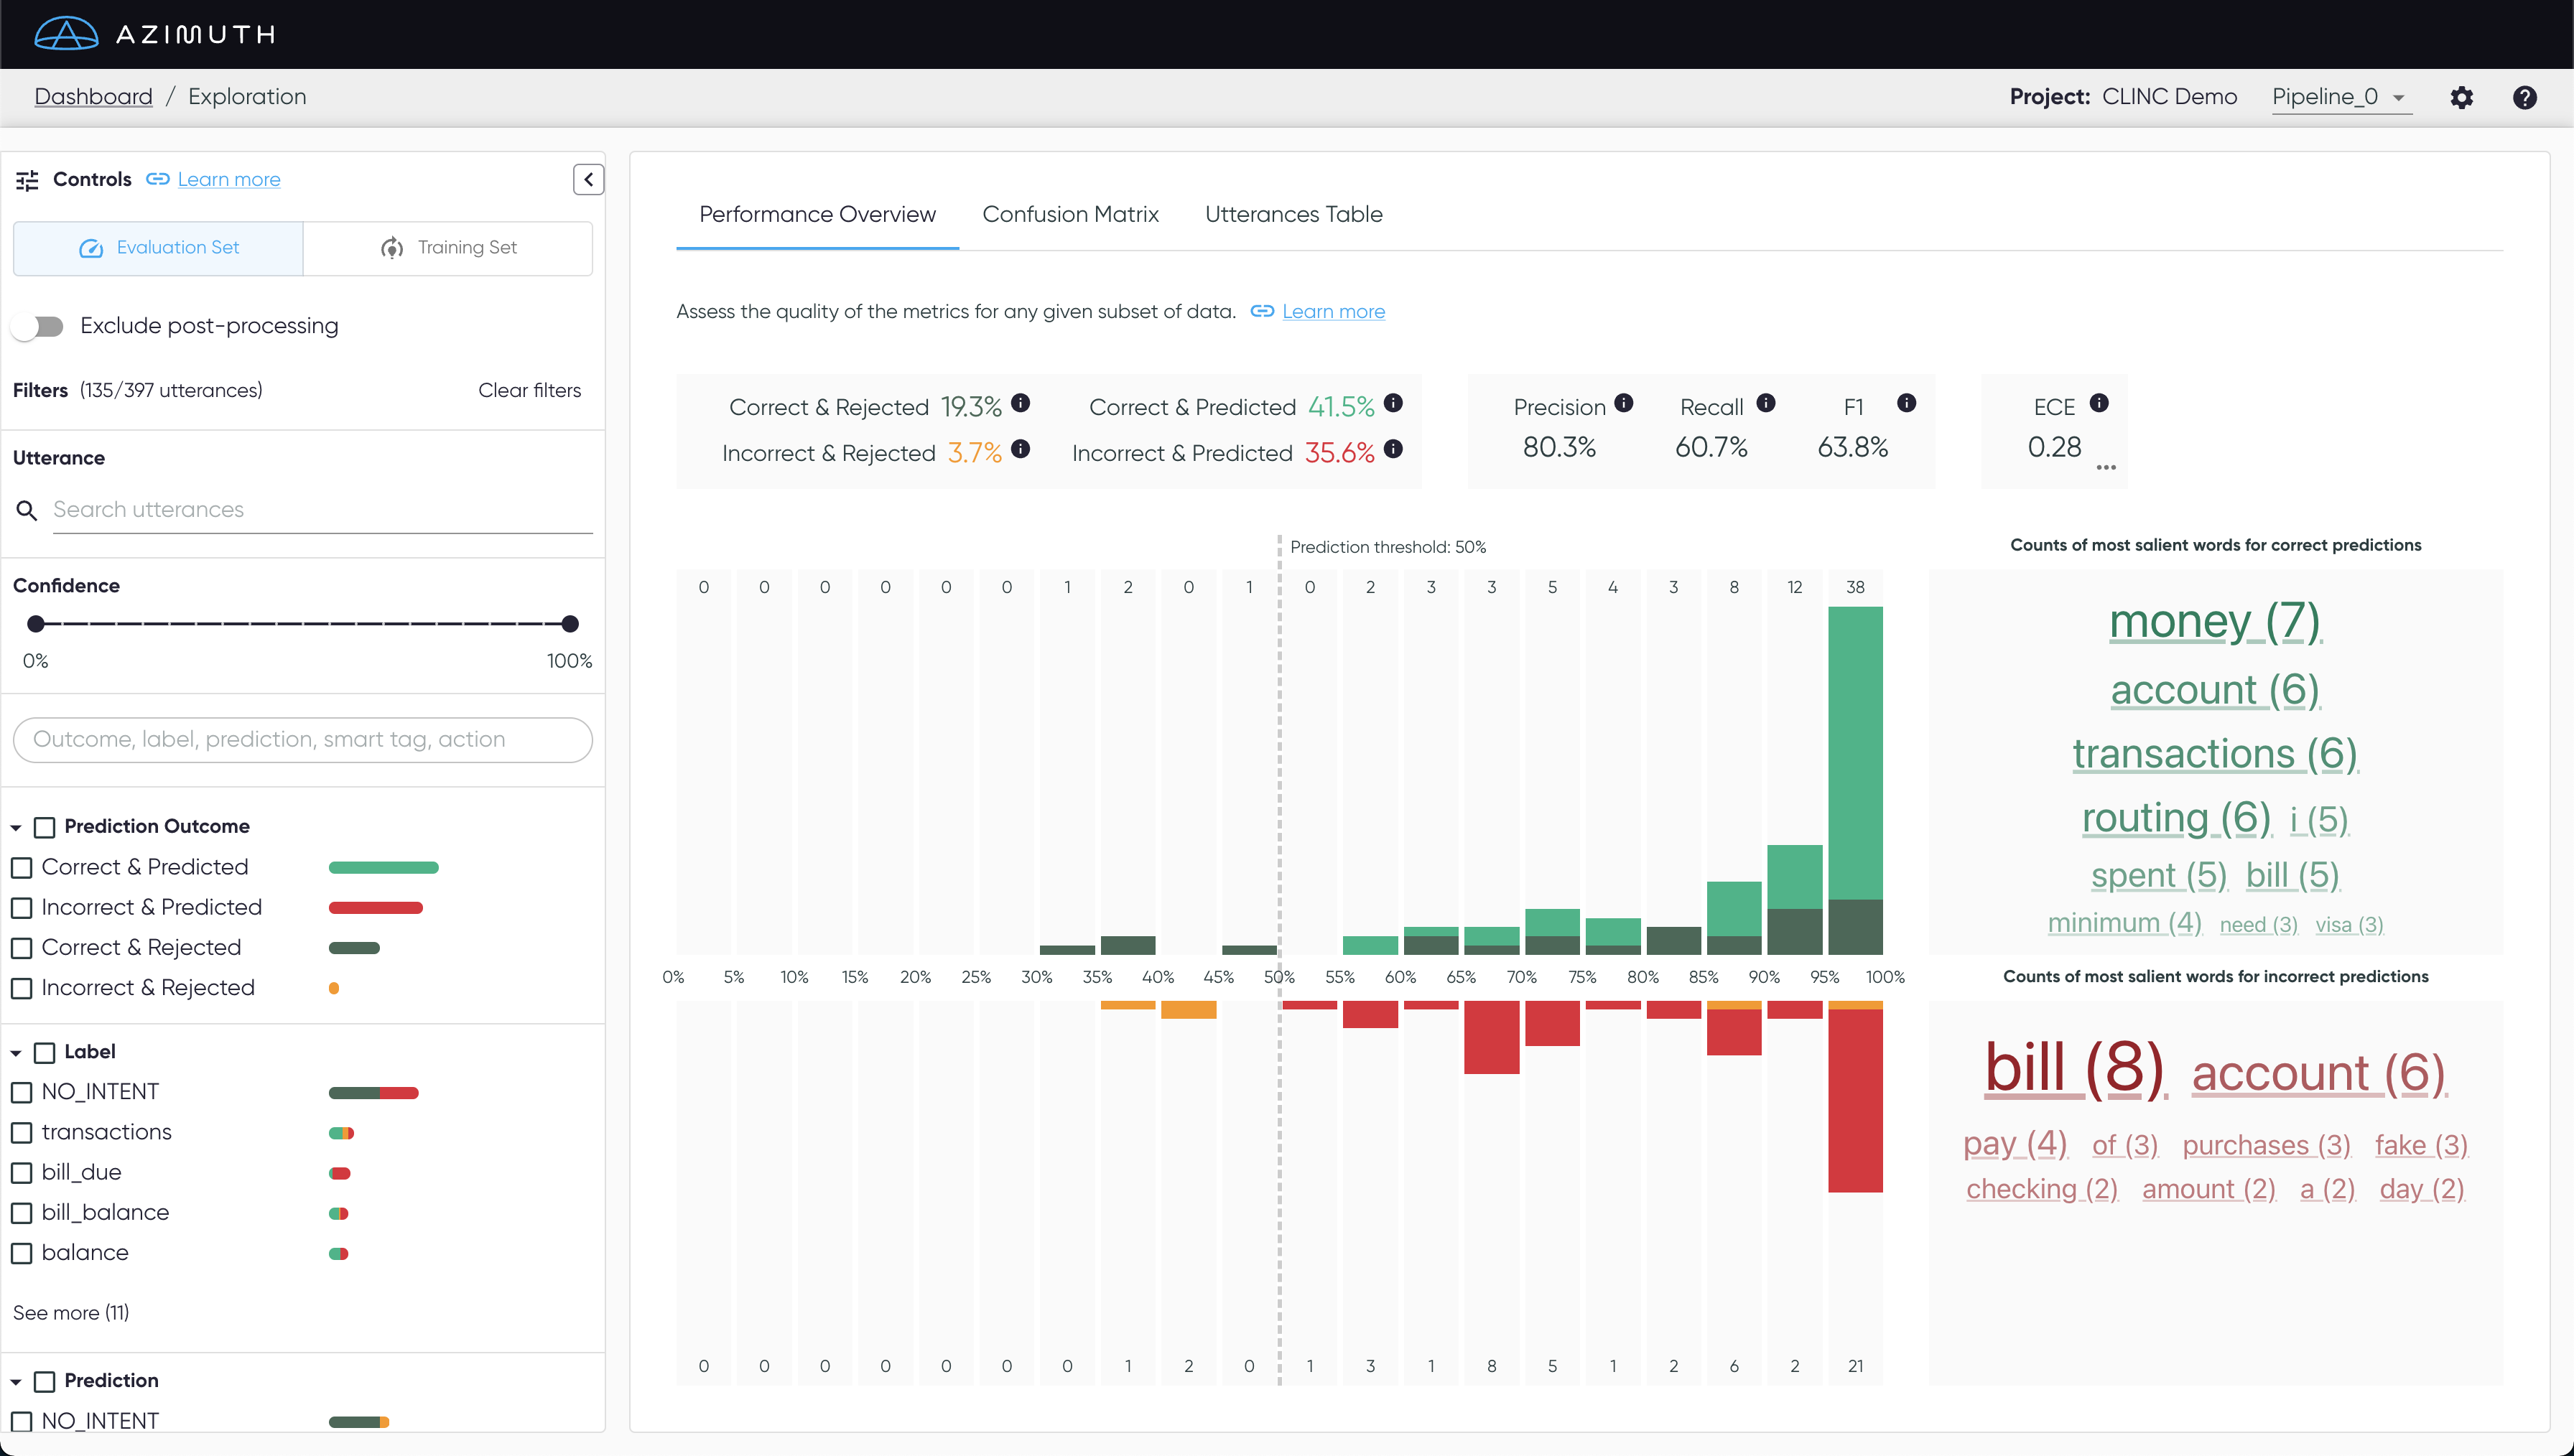 AZIMUTH
Dashboard / Exploration
Project: CLINC Demo Pipeline_0
Controls Learn more
Evaluation Set Training Set
Exclude post-processing
Filters (135/397 utterances) Clear filters
Utterance
Search utterances
Confidence
0% 100%
Outcome, label, prediction, smart tag, action
Prediction Outcome
Correct & Predicted
Incorrect & Predicted
Correct & Rejected
Incorrect & Rejected
Label
NO_INTENT
transactions
bill_due
bill_balance
balance
See more (11)
Prediction
NO_INTENT
Performance Overview Confusion Matrix Utterances Table
Assess the quality of the metrics for any given subset of data. Learn more
Correct & Rejected 19.3% Correct & Predicted 41.5%
Incorrect & Rejected 3.7% Incorrect & Predicted 35.6%
Precision Recall F1
80.3% 60.7% 63.8%
ECE
0.28
...
Prediction threshold: 50%
0 0 0 0 0 0 1 2 0 1 0 2 3 3 5 4 3 8 12 38
0% 5% 10% 15% 20% 25% 30% 35% 40% 45% 50% 55% 60% 65% 70% 75% 80% 85% 90% 95% 100%
0 0 0 0 0 0 0 1 2 0 1 3 1 8 5 1 2 6 2 21
Counts of most salient words for correct predictions
money (7)
account (6)
transactions (6)
routing (6) i (5)
spent (5) bill (5)
minimum (4) need (3) visa (3)
Counts of most salient words for incorrect predictions
bill (8) account (6)
pay (4) of (3) purchases (3) fake (3)
checking (2) amount (2) a (2) day (2)